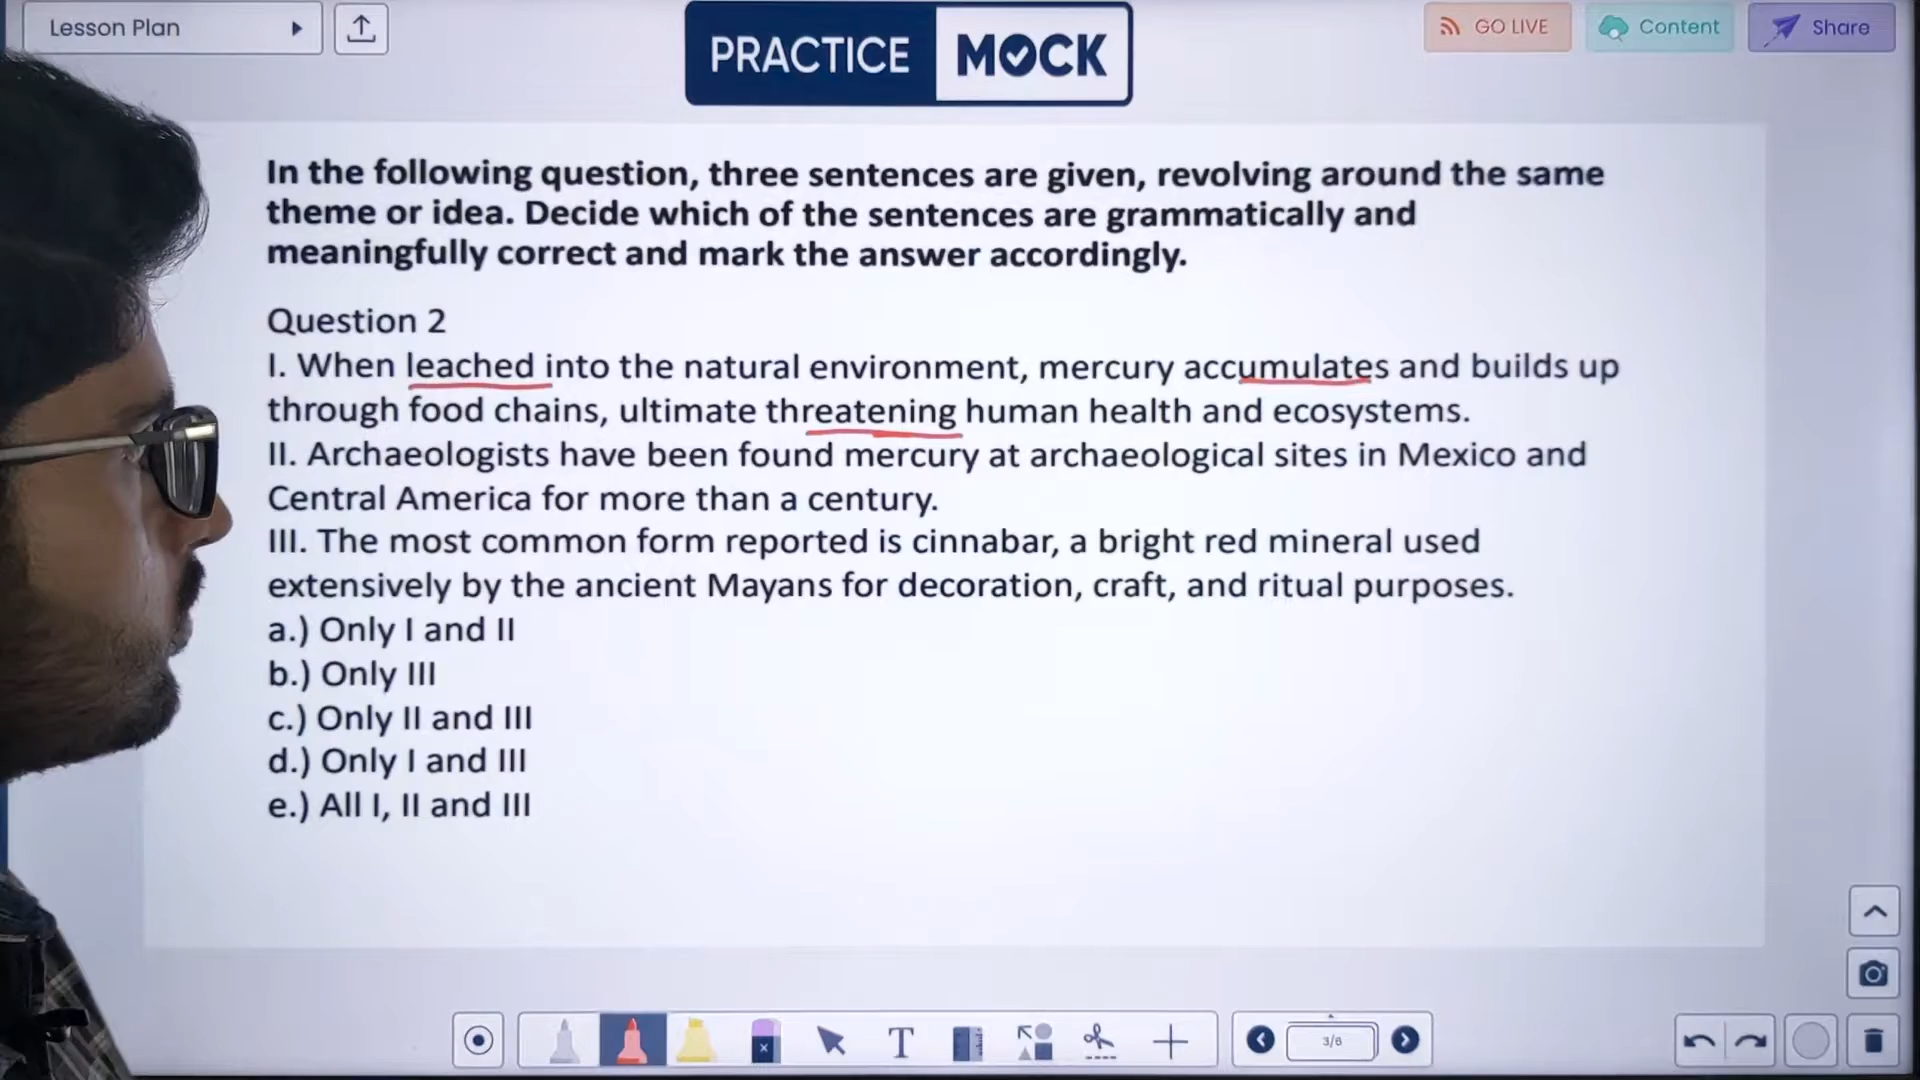 Lesson Plan
PRACTICE MOCK
GO LIVE
Content
Share
In the following question, three sentences are given, revolving around the same
theme or idea. Decide which of the sentences are grammatically and
meaningfully correct and mark the answer accordingly.
Question 2
I. When leached into the natural environment, mercury accumulates and builds up
through food chains, ultimate threatening human health and ecosystems.
II. Archaeologists have been found mercury at archaeological sites in Mexico and
Central America for more than a century.
III. The most common form reported is cinnabar, a bright red mineral used
extensively by the ancient Mayans for decoration, craft, and ritual purposes.
a.) Only I and II
b.) Only III
c.) Only II and III
d.) Only I and III
e.) All I, II and III
T
3/6